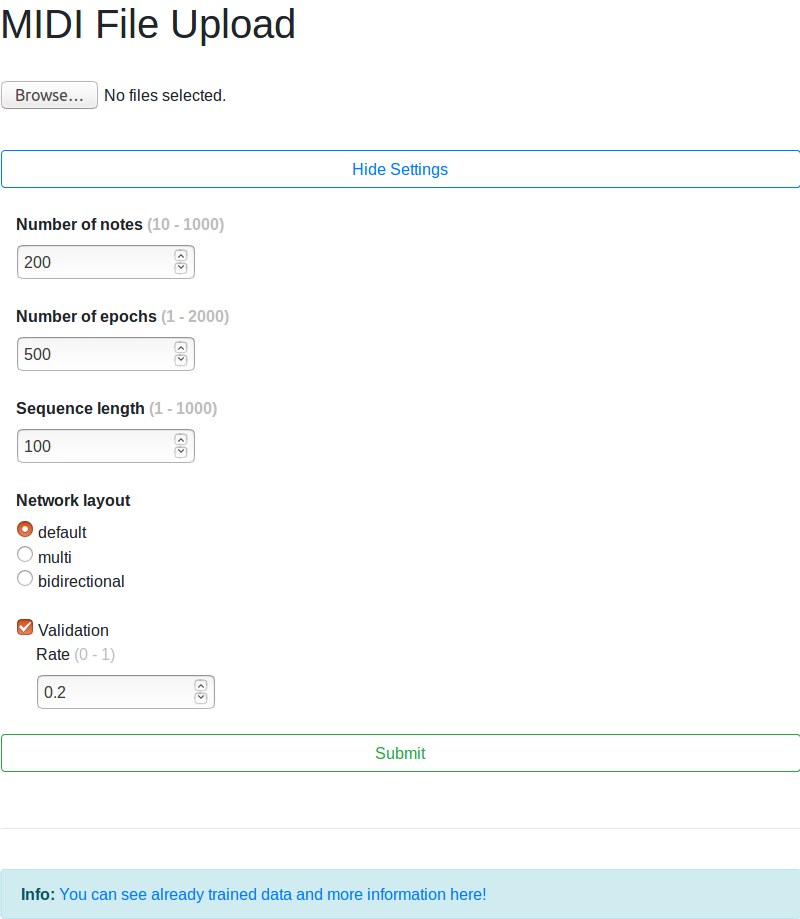 MIDI File Upload
Browse... No files selected.
Hide Settings
Number of notes (10 - 1000)
200
Number of epochs (1 - 2000)
500
Sequence length (1 - 1000)
100
Network layout
default
multi
bidirectional
Validation
Rate (0 - 1)
0.2
Submit
Info: You can see already trained data and more information here!